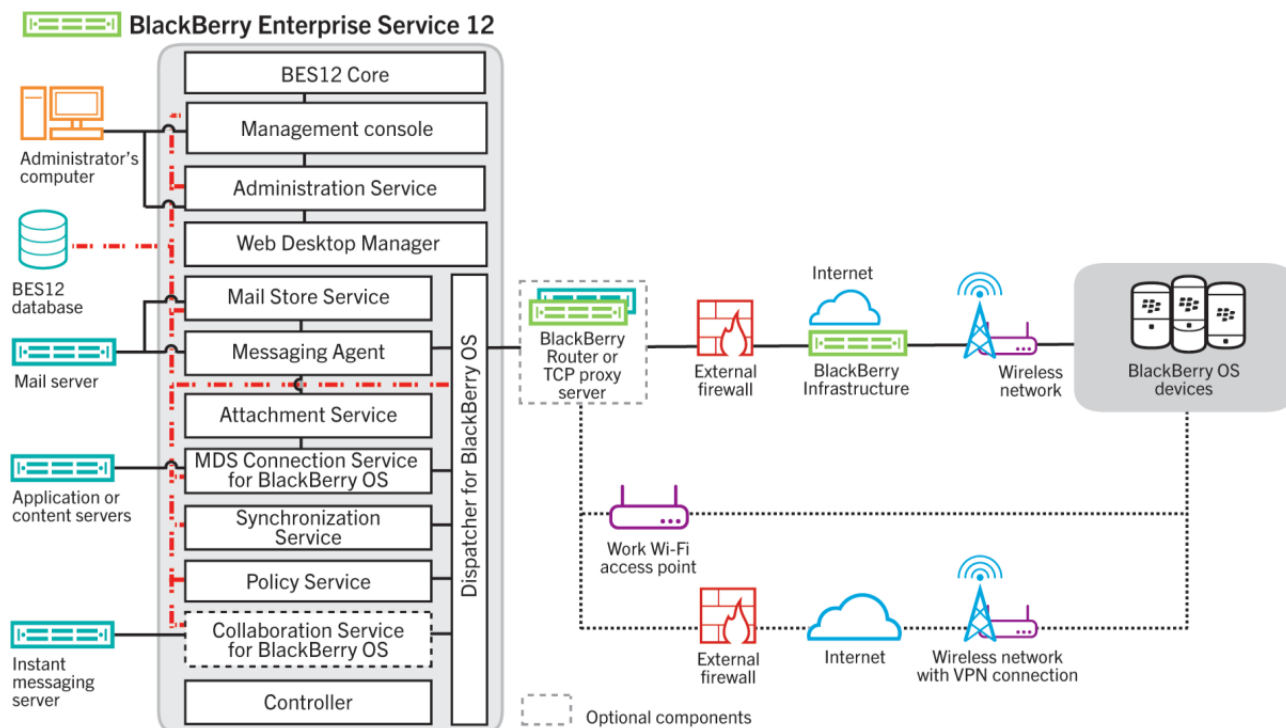 BlackBerry Enterprise Service 12
BES12 Core
Management console
Administrator's
computer
Administration Service
Web Desktop Manager
BES12
database
Mail Store Service
Messaging Agent
Mail server
Attachment Service
MDS Connection Service
for BlackBerry OS
Application or
content servers
Synchronization
Service
Policy Service
Collaboration Service
for BlackBerry OS
Instant
messaging
server
Controller
Dispatcher for BlackBerry OS
BlackBerry
Router or
TCP proxy
server
External
firewall
Internet
BlackBerry
Infrastructure
Wireless
network
BlackBerry OS
devices
Work Wi-Fi
access point
External
firewall
Internet
Wireless network
with VPN connection
Optional components